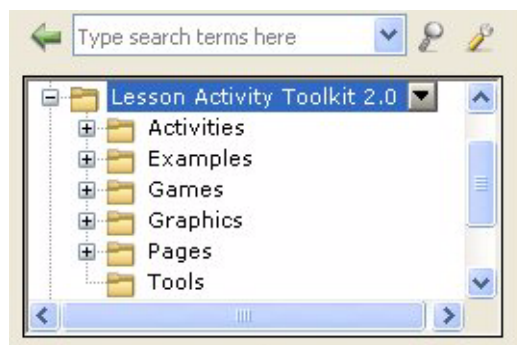 Type search terms here
Lesson Activity Toolkit 2.0
Activities
Examples
Games
Graphics
Pages
Tools